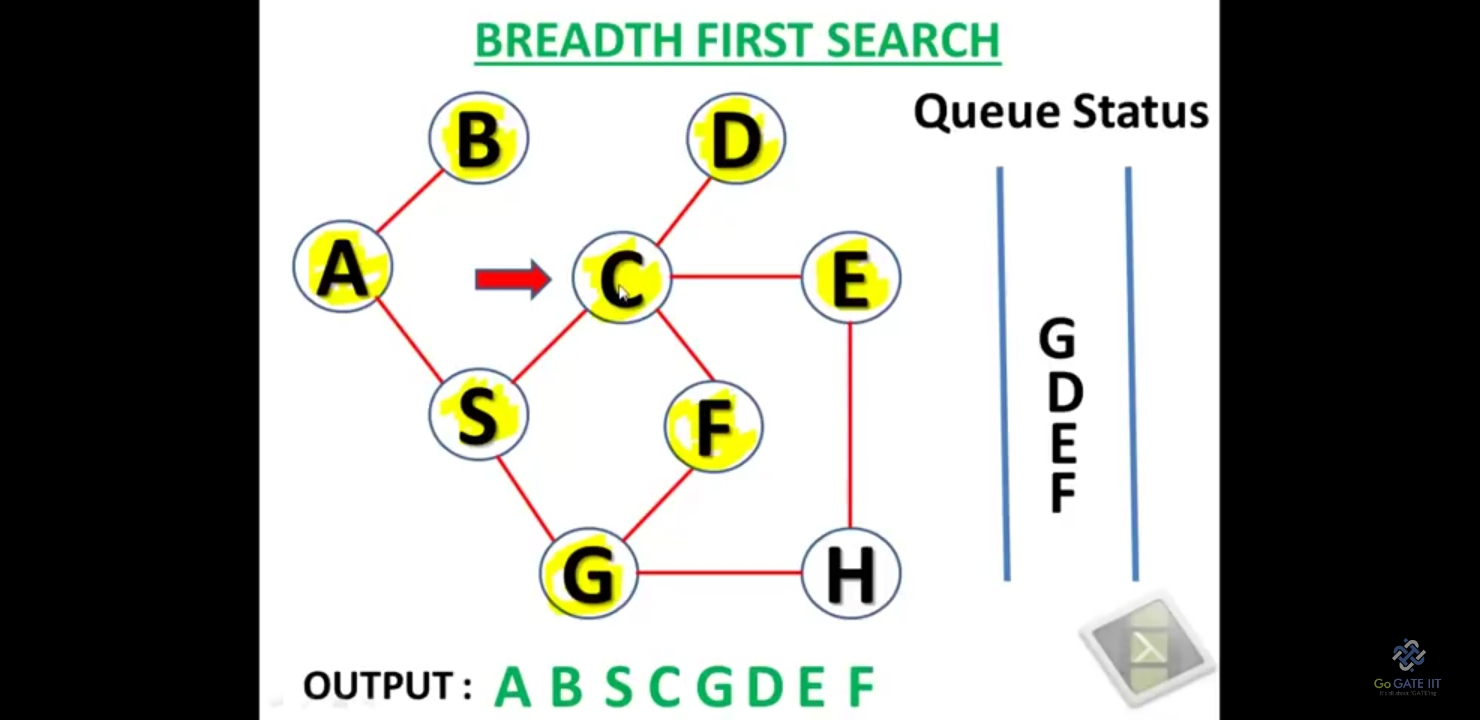 BREADTH FIRST SEARCH
Queue Status
B
D
A
C
E
S
F
G
H
G
D
E
F
OUTPUT : A B S C G D E F
Go GATE IIT